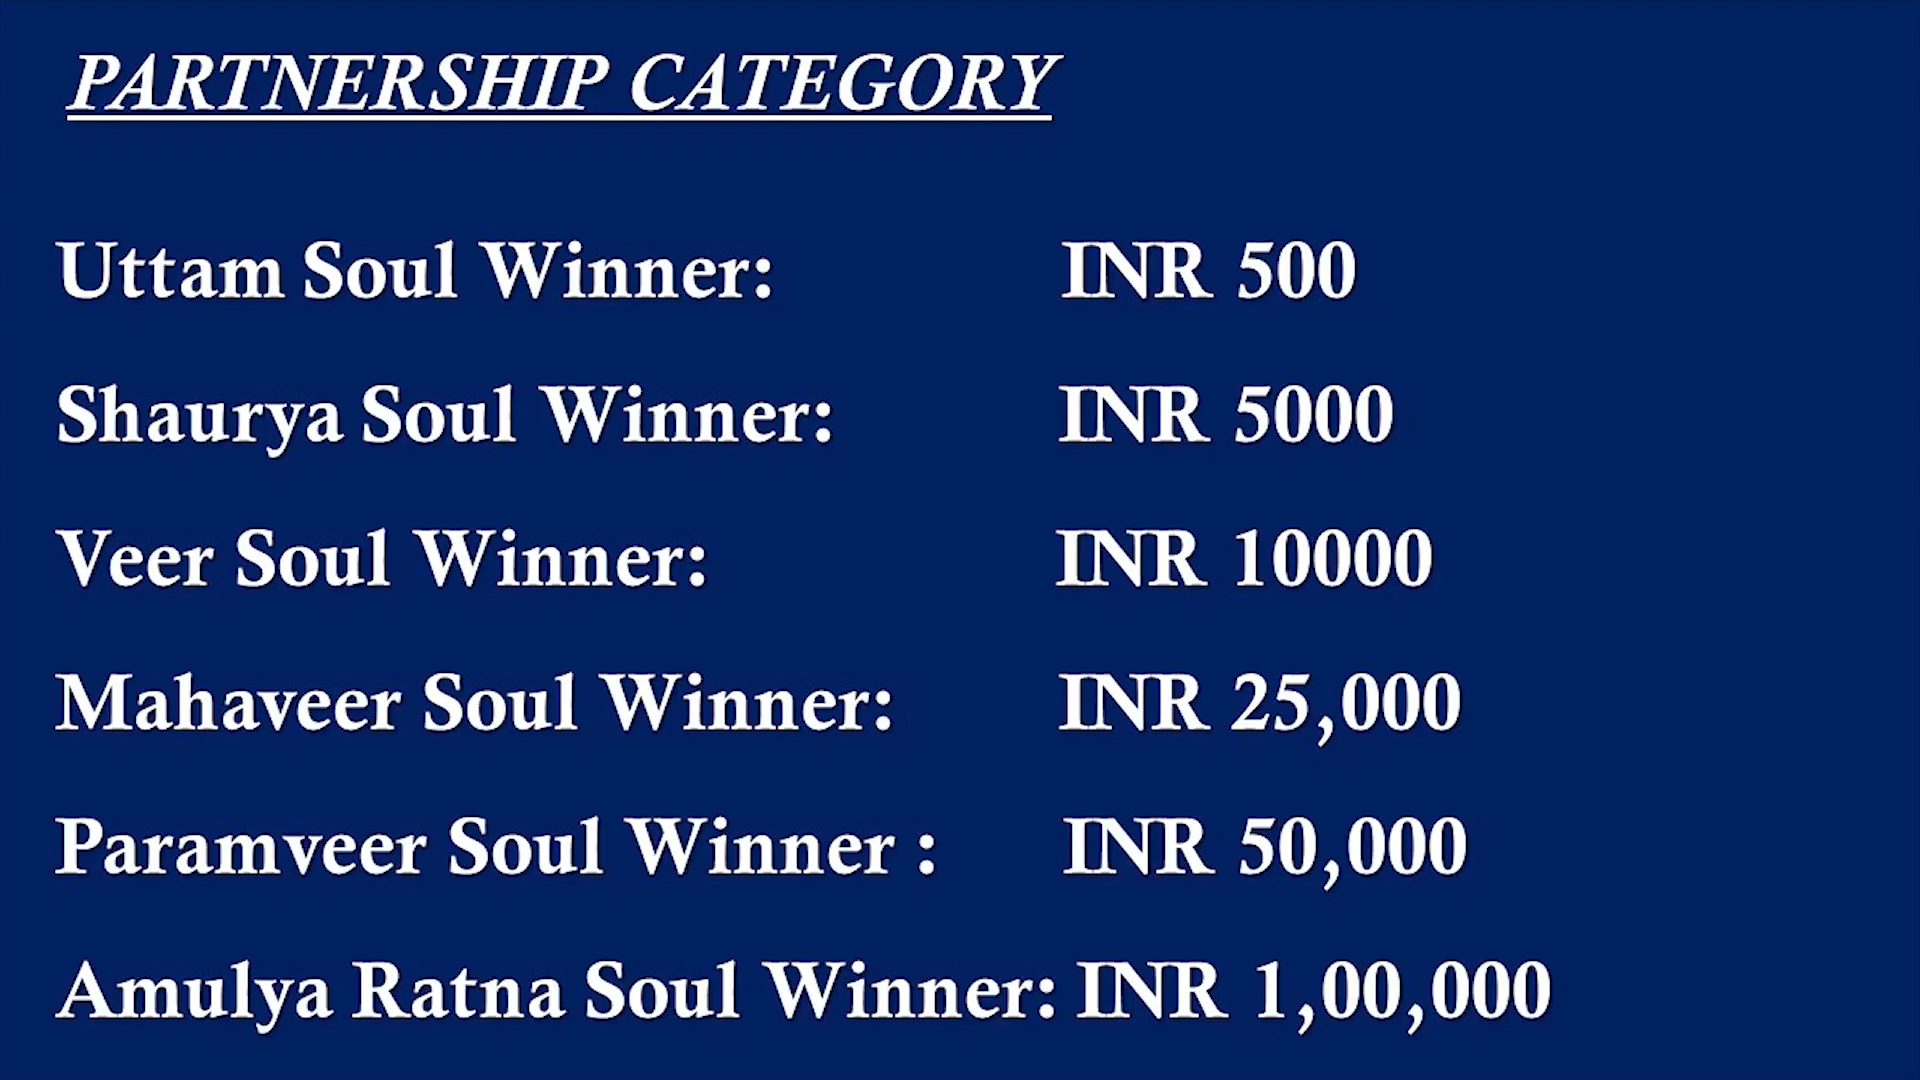 PARTNERSHIP CATEGORY
Uttam Soul Winner: INR 500
Shaurya Soul Winner: INR 5000
Veer Soul Winner: INR 10000
Mahaveer Soul Winner: INR 25,000
Paramveer Soul Winner : INR 50,000
Amulya Ratna Soul Winner: INR 1,00,000